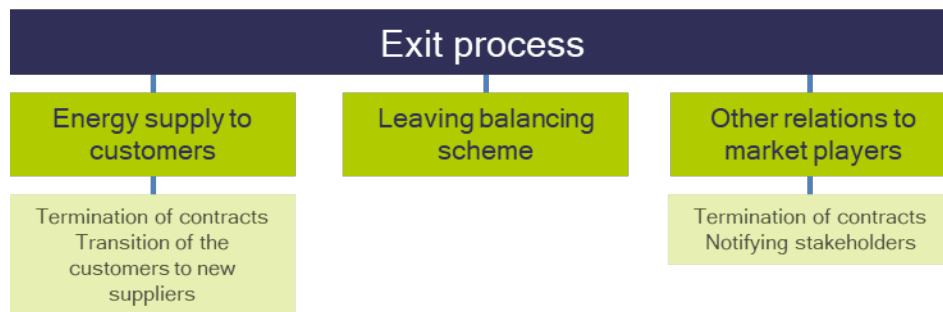 Exit process
Energy supply to
customers
Leaving balancing
scheme
Other relations to
market players
Termination of contracts
Transition of the
customers to new
suppliers
Termination of contracts
Notifying stakeholders